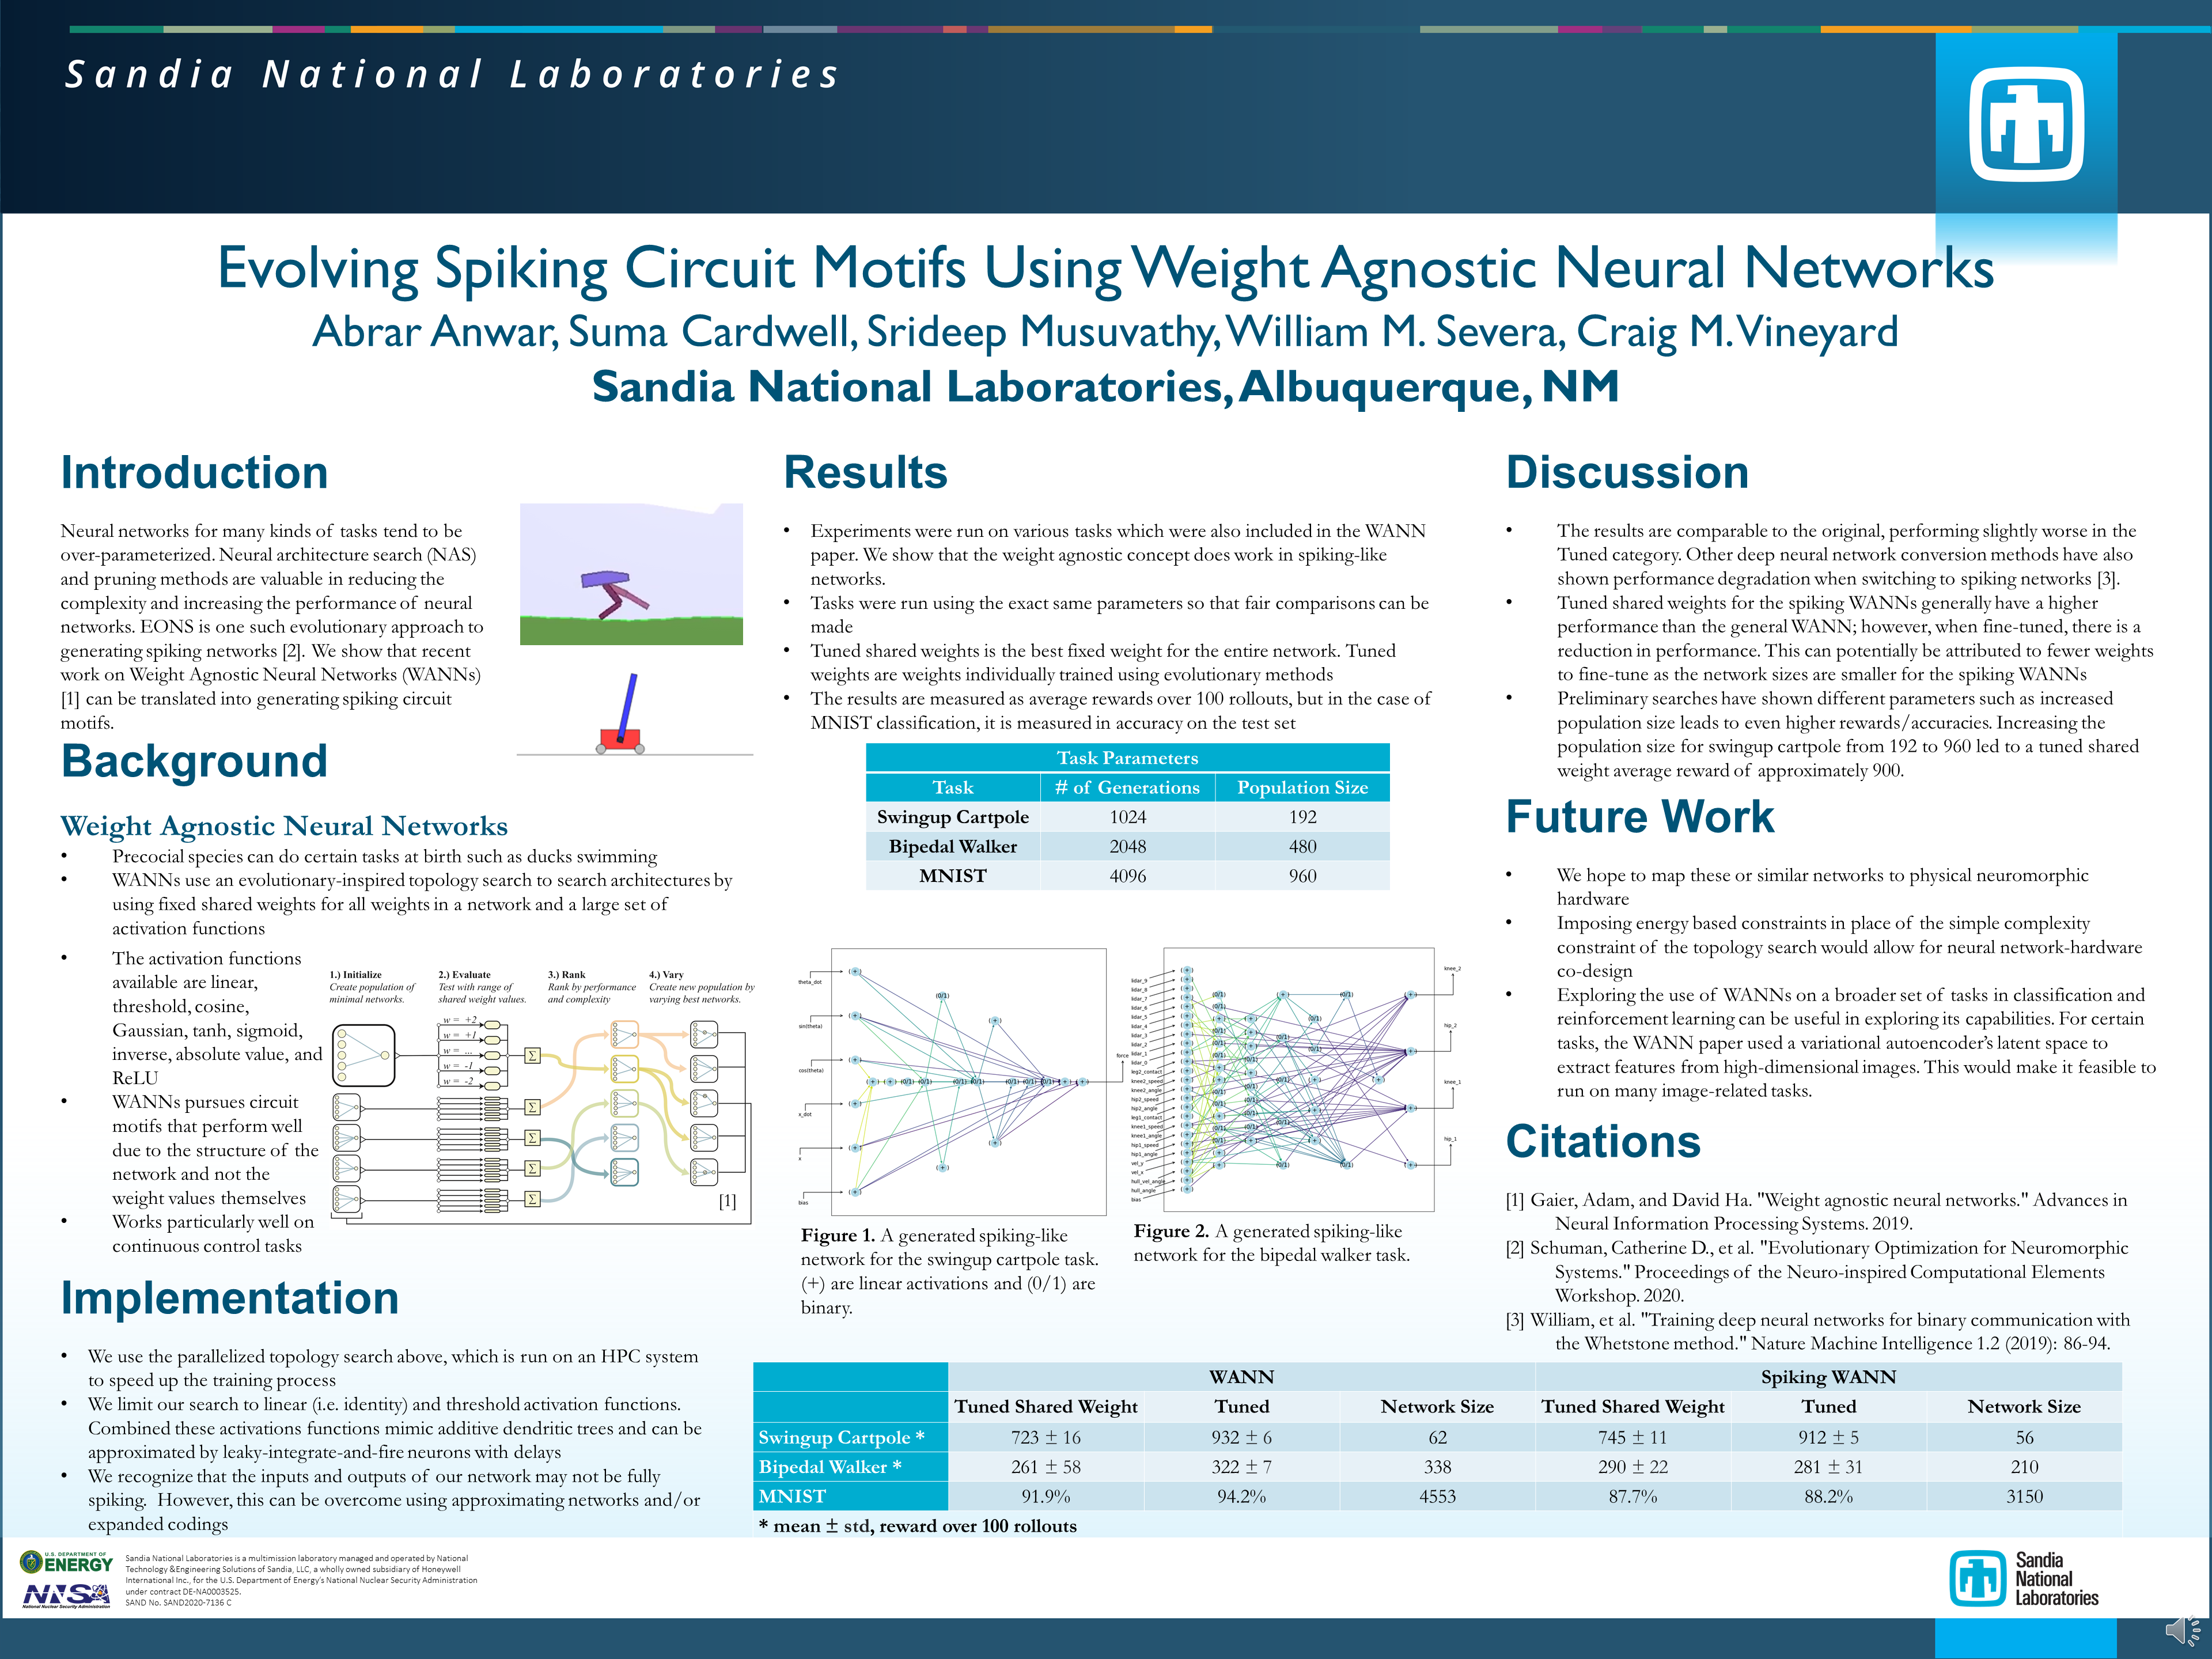 Sandia National Laboratories
Evolving Spiking Circuit Motifs Using Weight Agnostic Neural Networks
Abrar Anwar, Suma Cardwell, Srideep Musuvathy, William M. Severa, Craig M. Vineyard
Sandia National Laboratories, Albuquerque, NM
Introduction
Neural networks for many kinds of tasks tend to be
over-parameterized. Neural architecture search (NAS)
and pruning methods are valuable in reducing the
complexity and increasing the performance of neural
networks. EONS is one such evolutionary approach to
generating spiking networks [2]. We show that recent
work on Weight Agnostic Neural Networks (WANNs)
[1] can be translated into generating spiking circuit
motifs.
Background
Weight Agnostic Neural Networks
• Precocial species can do certain tasks at birth such as ducks swimming
• WANNs use an evolutionary-inspired topology search to search architectures by
using fixed shared weights for all weights in a network and a large set of
activation functions
• The activation functions
available are linear,
threshold, cosine,
Gaussian, tanh, sigmoid,
inverse, absolute value, and
ReLU
• WANNs pursues circuit
motifs that perform well
due to the structure of the
network and not the
weight values themselves
• Works particularly well on
continuous control tasks
1.) Initialize
Create population of
minimal networks.
2.) Evaluate
Test with range of
shared weight values.
3.) Rank
Rank by performance
and complexity
4.) Vary
Create new population by
varying best networks.
w = +2
w = +1
w = ...
w = -1
w = -2
Σ
Σ
Σ
Σ
Σ
[1]
Implementation
• We use the parallelized topology search above, which is run on an HPC system
to speed up the training process
• We limit our search to linear (i.e. identity) and threshold activation functions.
Combined these activations functions mimic additive dendritic trees and can be
approximated by leaky-integrate-and-fire neurons with delays
• We recognize that the inputs and outputs of our network may not be fully
spiking. However, this can be overcome using approximating networks and/or
expanded codings
Results
• Experiments were run on various tasks which were also included in the WANN
paper. We show that the weight agnostic concept does work in spiking-like
networks.
• Tasks were run using the exact same parameters so that fair comparisons can be
made
• Tuned shared weights is the best fixed weight for the entire network. Tuned
weights are weights individually trained using evolutionary methods
• The results are measured as average rewards over 100 rollouts, but in the case of
MNIST classification, it is measured in accuracy on the test set
Task Parameters
Task # of Generations Population Size
Swingup Cartpole 1024 192
Bipedal Walker 2048 480
MNIST 4096 960
theta_dot
sin(theta)
cos(theta)
x_dot
x
bias
force
lidar_9
lidar_8
lidar_7
lidar_6
lidar_5
lidar_4
lidar_3
lidar_2
lidar_1
lidar_0
leg2_contact
knee2_speed
knee2_angle
hip2_speed
hip2_angle
leg1_contact
knee1_speed
knee1_angle
hip1_speed
hip1_angle
vel_y
vel_x
hull_vel_angle
hull_angle
bias
knee_2
hip_2
knee_1
hip_1
Figure 1. A generated spiking-like
network for the swingup cartpole task.
(+) are linear activations and (0/1) are
binary.
Figure 2. A generated spiking-like
network for the bipedal walker task.
Discussion
• The results are comparable to the original, performing slightly worse in the
Tuned category. Other deep neural network conversion methods have also
shown performance degradation when switching to spiking networks [3].
• Tuned shared weights for the spiking WANNs generally have a higher
performance than the general WANN; however, when fine-tuned, there is a
reduction in performance. This can potentially be attributed to fewer weights
to fine-tune as the network sizes are smaller for the spiking WANNs
• Preliminary searches have shown different parameters such as increased
population size leads to even higher rewards/accuracies. Increasing the
population size for swingup cartpole from 192 to 960 led to a tuned shared
weight average reward of approximately 900.
Future Work
• We hope to map these or similar networks to physical neuromorphic
hardware
• Imposing energy based constraints in place of the simple complexity
constraint of the topology search would allow for neural network-hardware
co-design
• Exploring the use of WANNs on a broader set of tasks in classification and
reinforcement learning can be useful in exploring its capabilities. For certain
tasks, the WANN paper used a variational autoencoder's latent space to
extract features from high-dimensional images. This would make it feasible to
run on many image-related tasks.
Citations
[1] Gaier, Adam, and David Ha. "Weight agnostic neural networks." Advances in
Neural Information Processing Systems. 2019.
[2] Schuman, Catherine D., et al. "Evolutionary Optimization for Neuromorphic
Systems." Proceedings of the Neuro-inspired Computational Elements
Workshop. 2020.
[3] William, et al. "Training deep neural networks for binary communication with
the Whetstone method." Nature Machine Intelligence 1.2 (2019): 86-94.
WANN Spiking WANN
Tuned Shared Weight Tuned Network Size Tuned Shared Weight Tuned Network Size
Swingup Cartpole * 723 ± 16 932 ± 6 62 745 ± 11 912 ± 5 56
Bipedal Walker * 261 ± 58 322 ± 7 338 290 ± 22 281 ± 31 210
MNIST 91.9% 94.2% 4553 87.7% 88.2% 3150
* mean ± std, reward over 100 rollouts
U.S. DEPARTMENT OF
ENERGY
NNSA
National Nuclear Security Administration
Sandia National Laboratories is a multimission laboratory managed and operated by National
Technology & Engineering Solutions of Sandia, LLC, a wholly owned subsidiary of Honeywell
International Inc., for the U.S. Department of Energy's National Nuclear Security Administration
under contract DE-NA0003525.
SAND No. SAND2020-7136 C
Sandia
National
Laboratories